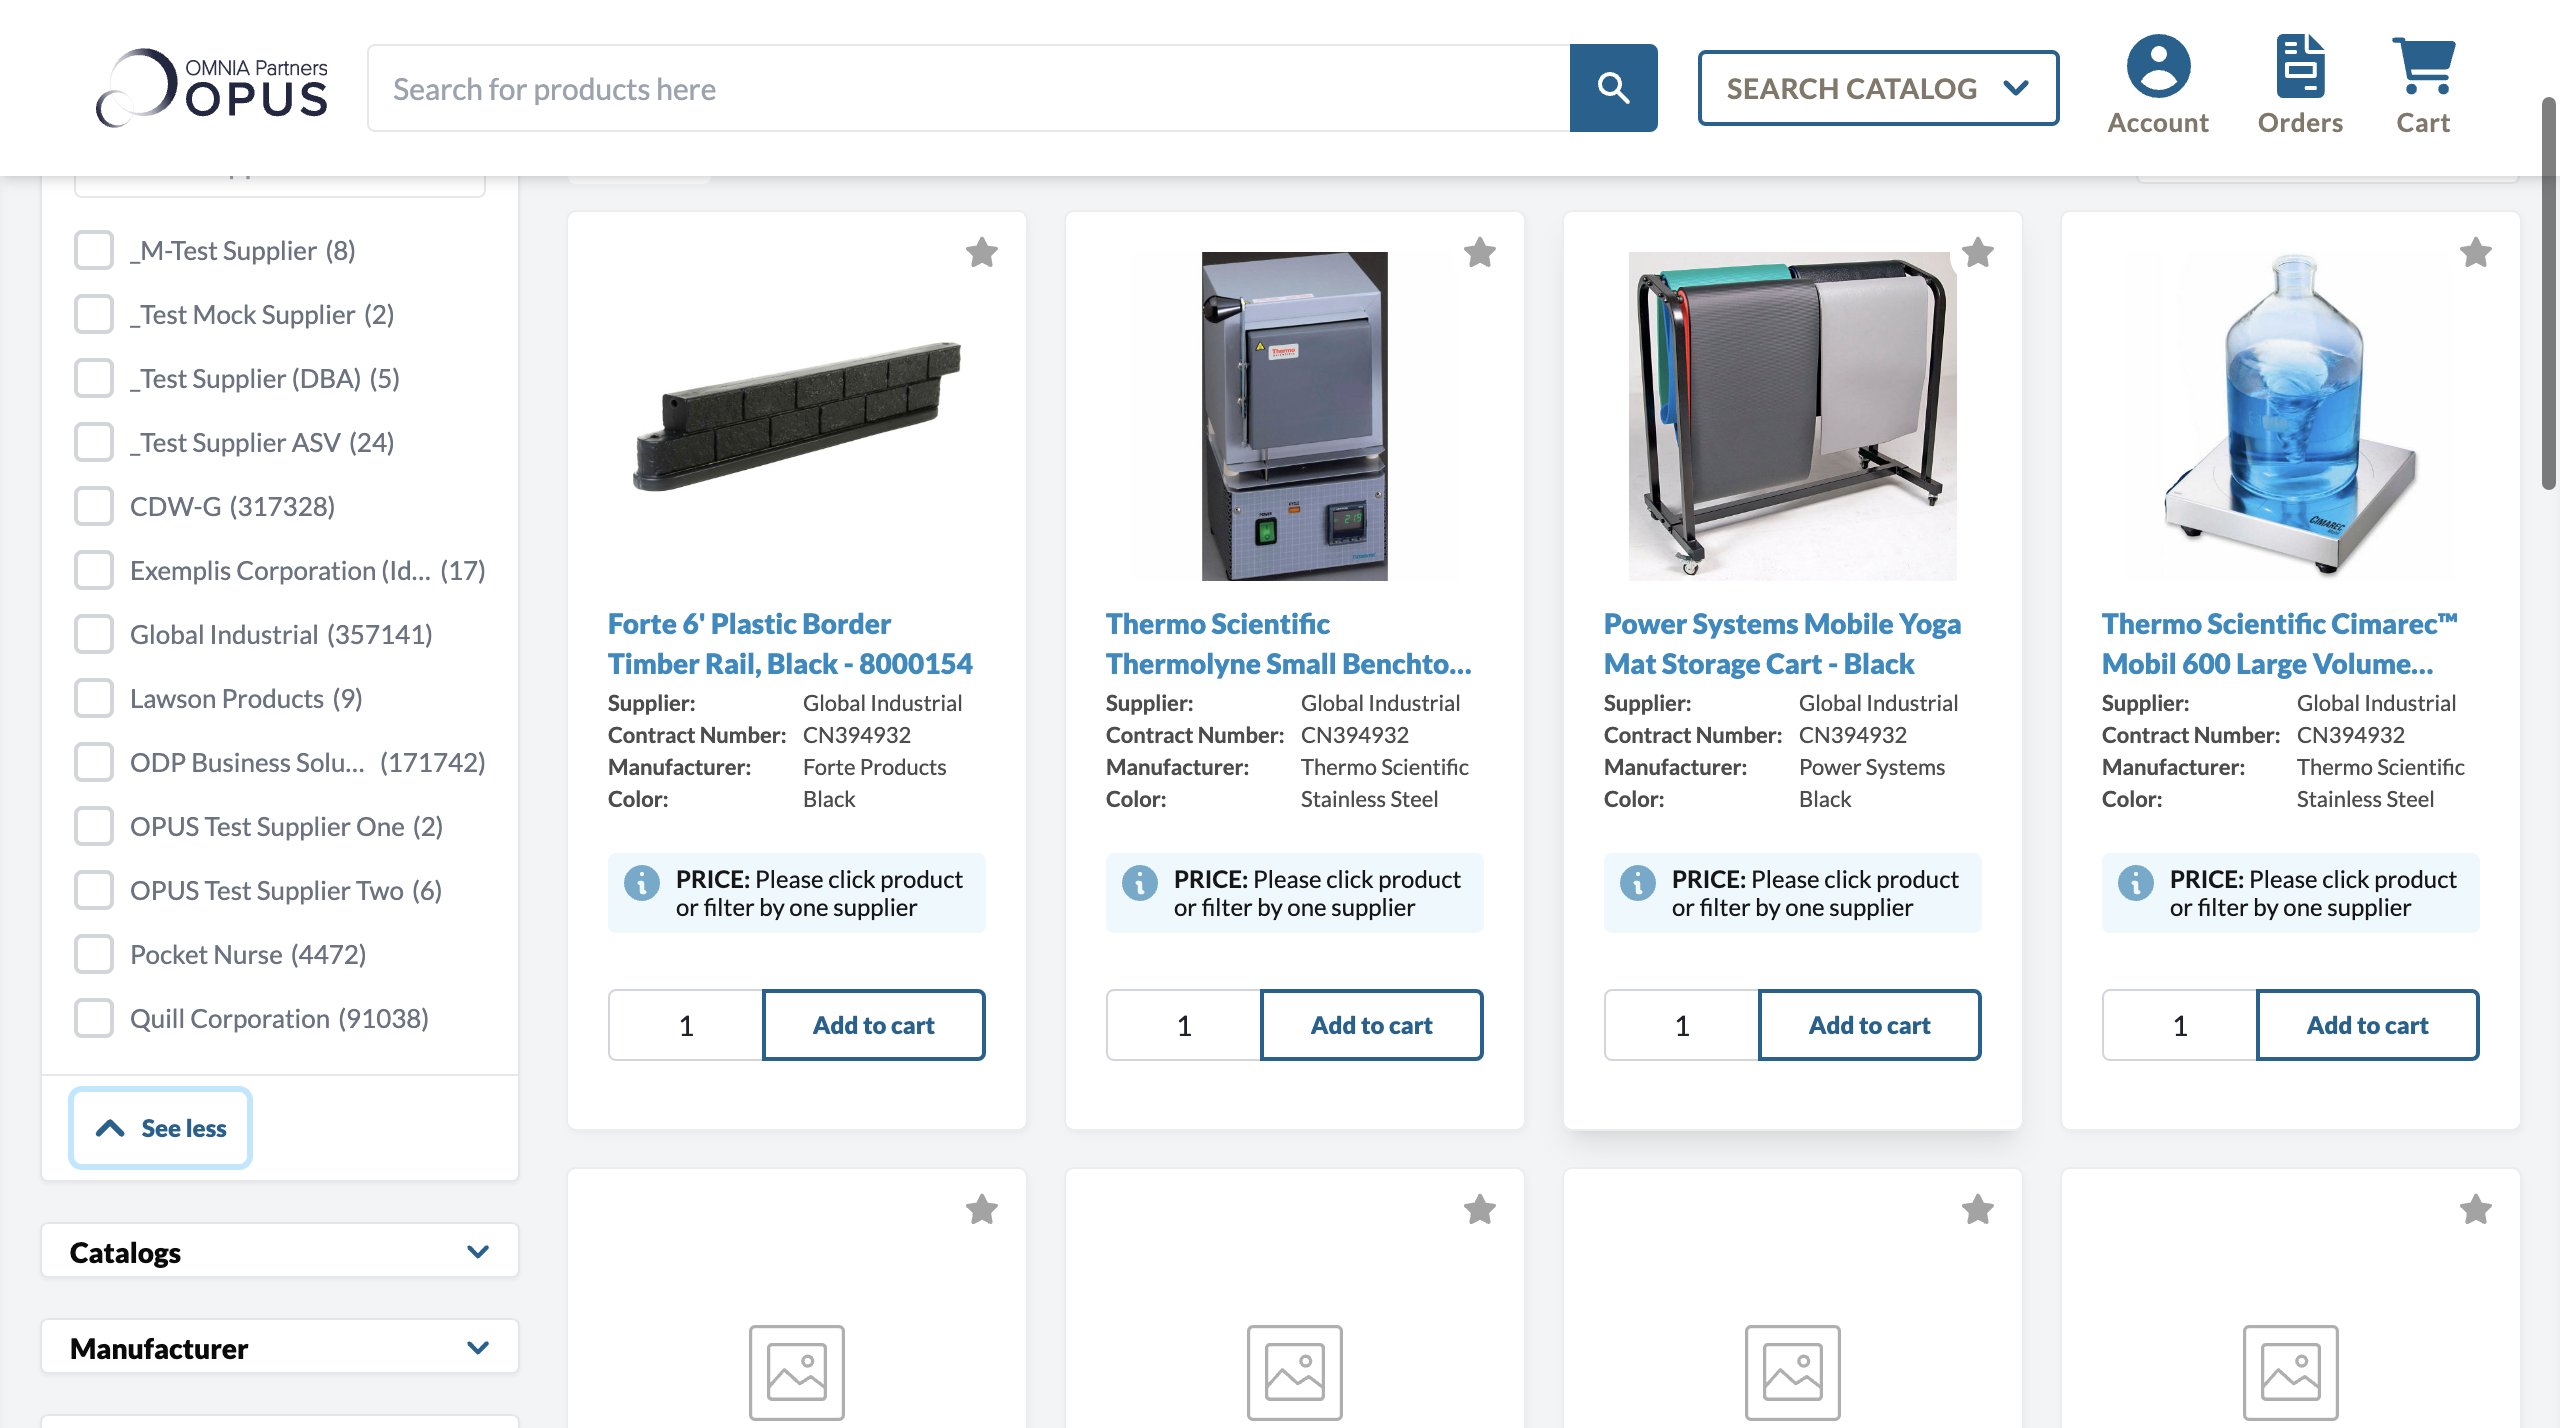 OMNIA Partners
OPUS
Search for products here
SEARCH CATALOG
Account
Orders
Cart
_M-Test Supplier (8)
_Test Mock Supplier (2)
_Test Supplier (DBA) (5)
_Test Supplier ASV (24)
CDW-G (317328)
Exemplis Corporation (Id... (17)
Global Industrial (357141)
Lawson Products (9)
ODP Business Solu... (171742)
OPUS Test Supplier One (2)
OPUS Test Supplier Two (6)
Pocket Nurse (4472)
Quill Corporation (91038)
See less
Catalogs
Manufacturer
Forte 6' Plastic Border
Timber Rail, Black - 8000154
Supplier: Global Industrial
Contract Number: CN394932
Manufacturer: Forte Products
Color: Black
PRICE: Please click product
or filter by one supplier
1
Add to cart
Thermo
Thermo Scientific
Thermolyne Small Benchto...
Supplier: Global Industrial
Contract Number: CN394932
Manufacturer: Thermo Scientific
Color: Stainless Steel
PRICE: Please click product
or filter by one supplier
1
Add to cart
Power Systems Mobile Yoga
Mat Storage Cart - Black
Supplier: Global Industrial
Contract Number: CN394932
Manufacturer: Power Systems
Color: Black
PRICE: Please click product
or filter by one supplier
1
Add to cart
CIMAREC
Thermo Scientific Cimarec™
Mobil 600 Large Volume...
Supplier: Global Industrial
Contract Number: CN394932
Manufacturer: Thermo Scientific
Color: Stainless Steel
PRICE: Please click product
or filter by one supplier
1
Add to cart